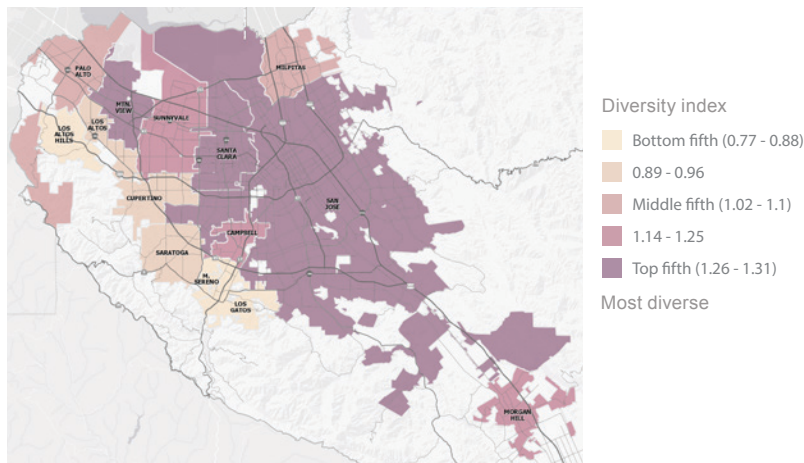 PALO
ALTO
MILPITAS
MTN.
VIEW
SUNNYVALE
LOS
ALTOS
LOS
ALTOS
HILLS
SANTA
CLARA
CUPERTINO
SAN
JOSE
CAMPBELL
SARATOGA
M.
SERENO
LOS
GATOS
MORGAN
HILL
Diversity index
Bottom fifth (0.77 - 0.88)
0.89 - 0.96
Middle fifth (1.02 - 1.1)
1.14 - 1.25
Top fifth (1.26 - 1.31)
Most diverse